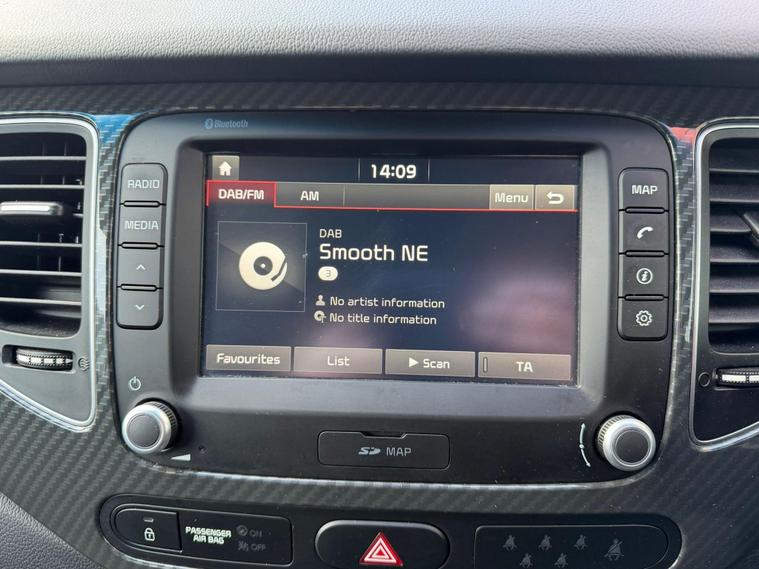 Bluetooth
14:09
DAB/FM AM Menu
RADIO
MEDIA
MAP
DAB
Smooth NE
3
No artist information
No title information
Favourites List Scan TA
SD MAP
PASSENGER
AIR BAG
ON
OFF